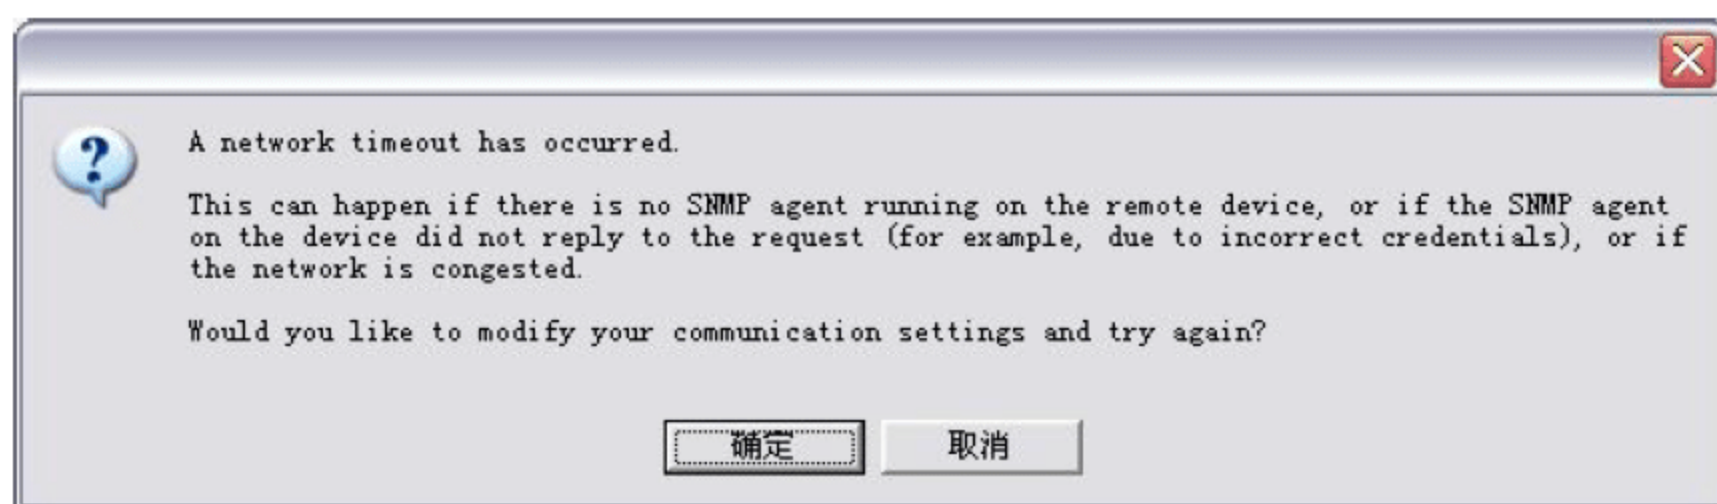 A network timeout has occurred.
This can happen if there is no SNMP agent running on the remote device, or if the SNMP agent
on the device did not reply to the request (for example, due to incorrect credentials), or if
the network is congested.
Would you like to modify your communication settings and try again?
确定 取消